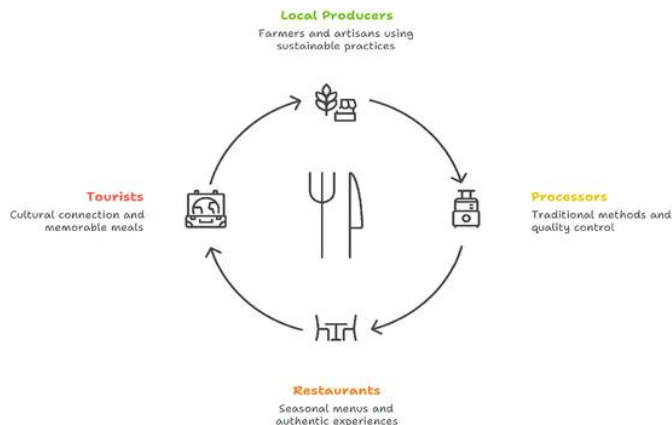 Local Producers
Farmers and artisans using
sustainable practices
Tourists
Cultural connection and
memorable meals
Processors
Traditional methods and
quality control
Restaurants
Seasonal menus and
authentic experiences